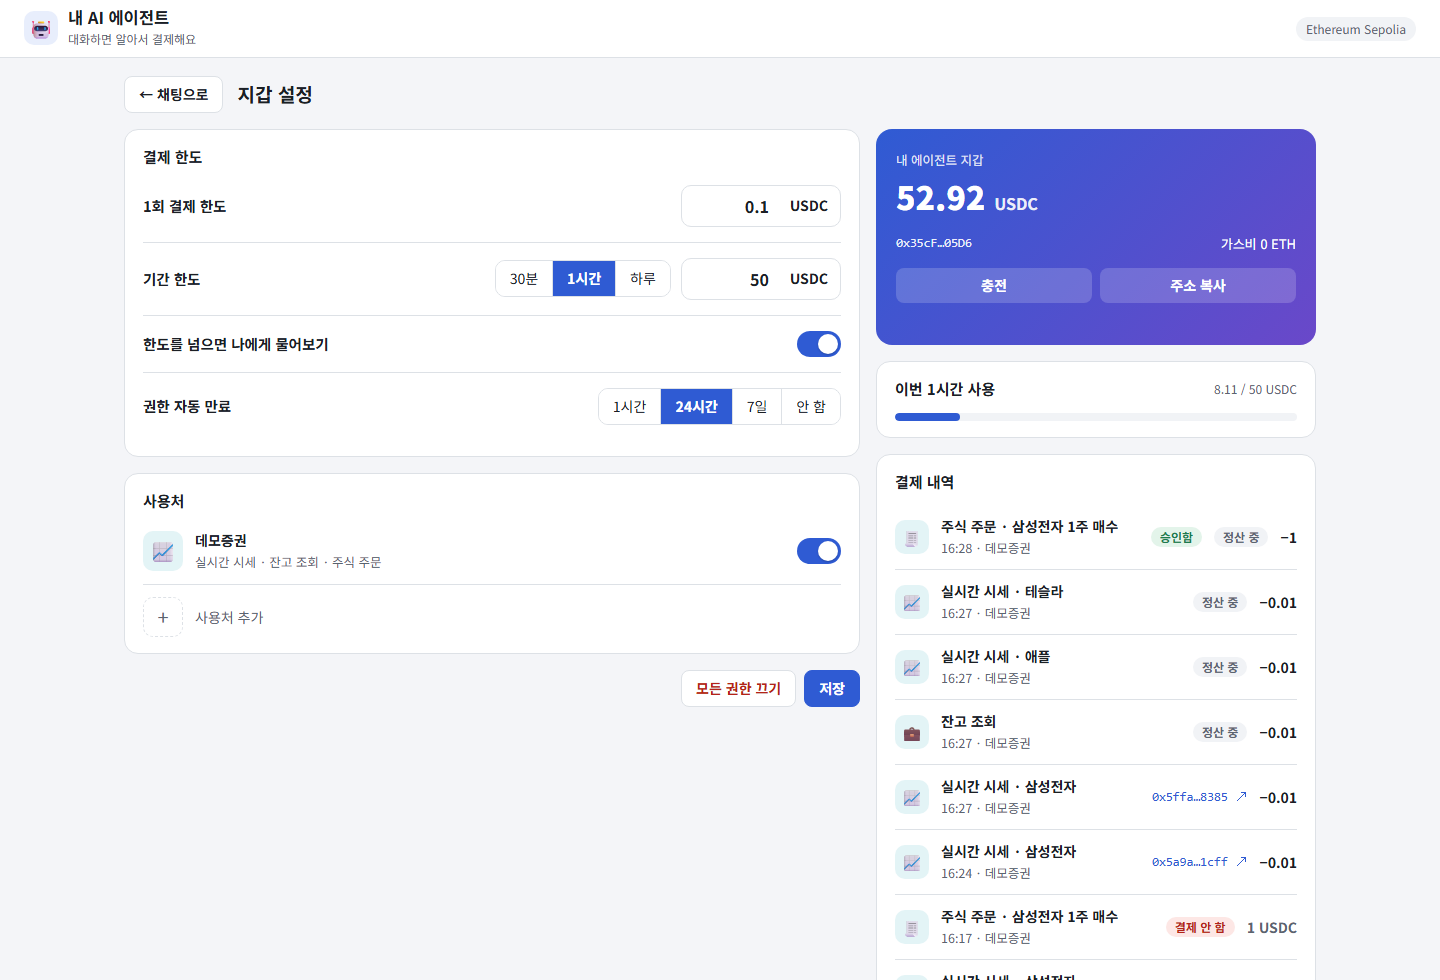 내 AI 에이전트
대화하면 알아서 결제해요
Ethereum Sepolia
← 채팅으로
지갑 설정
결제 한도
1회 결제 한도
0.1 USDC
기간 한도
30분 1시간 하루
50 USDC
한도를 넘으면 나에게 물어보기
권한 자동 만료
1시간 24시간 7일 안 함
사용처
데모증권
실시간 시세 · 잔고 조회 · 주식 주문
+ 사용처 추가
모든 권한 끄기
저장
내 에이전트 지갑
52.92 USDC
0x35cF…05D6
가스비 0 ETH
충전
주소 복사
이번 1시간 사용
8.11 / 50 USDC
결제 내역
주식 주문 · 삼성전자 1주 매수
16:28 · 데모증권
승인함 정산 중 −1
실시간 시세 · 테슬라
16:27 · 데모증권
정산 중 −0.01
실시간 시세 · 애플
16:27 · 데모증권
정산 중 −0.01
잔고 조회
16:27 · 데모증권
정산 중 −0.01
실시간 시세 · 삼성전자
16:27 · 데모증권
0x5ffa…8385 ↗ −0.01
실시간 시세 · 삼성전자
16:24 · 데모증권
0x5a9a…1cff ↗ −0.01
주식 주문 · 삼성전자 1주 매수
16:17 · 데모증권
결제 안 함 1 USDC